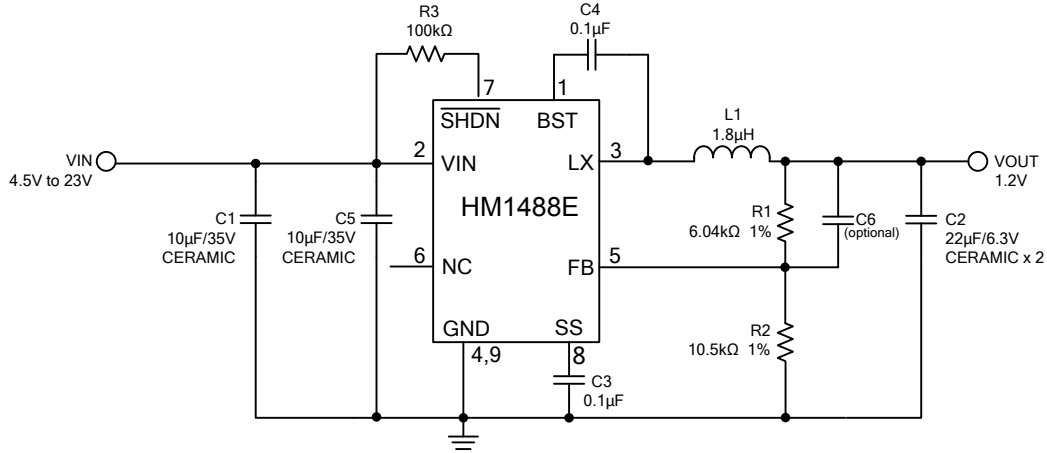 R3
100kΩ
C4
0.1µF
7
1
SHDN
BST
L1
1.8µH
VIN
4.5V to 23V
2
VIN
LX
3
VOUT
1.2V
HM1488E
C1
10µF/35V
CERAMIC
C5
10µF/35V
CERAMIC
R1
6.04kΩ 1%
C6
(optional)
C2
22µF/6.3V
CERAMIC x 2
6
NC
FB
5
GND
SS
4,9
8
R2
10.5kΩ 1%
C3
0.1µF